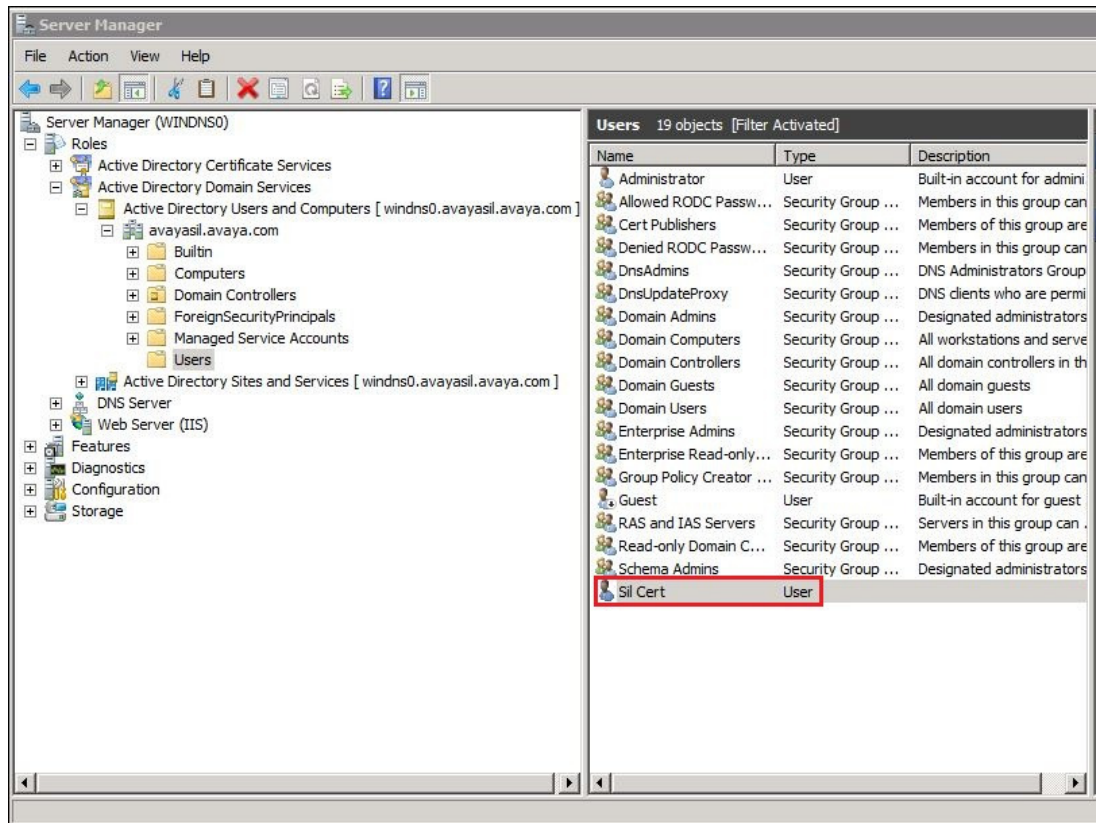 Server Manager
File Action View Help
Server Manager (WINDNS0)
Roles
Active Directory Certificate Services
Active Directory Domain Services
Active Directory Users and Computers [ windns0.avayasil.avaya.com ]
avayasil.avaya.com
Builtin
Computers
Domain Controllers
ForeignSecurityPrincipals
Managed Service Accounts
Users
Active Directory Sites and Services [ windns0.avayasil.avaya.com ]
DNS Server
Web Server (IIS)
Features
Diagnostics
Configuration
Storage
Users 19 objects [Filter Activated]
Name Type Description
Administrator User Built-in account for admini
Allowed RODC Passw... Security Group ... Members in this group can
Cert Publishers Security Group ... Members of this group are
Denied RODC Passw... Security Group ... Members in this group can
DnsAdmins Security Group ... DNS Administrators Group
DnsUpdateProxy Security Group ... DNS clients who are permi
Domain Admins Security Group ... Designated administrators
Domain Computers Security Group ... All workstations and serve
Domain Controllers Security Group ... All domain controllers in th
Domain Guests Security Group ... All domain guests
Domain Users Security Group ... All domain users
Enterprise Admins Security Group ... Designated administrators
Enterprise Read-only... Security Group ... Members of this group are
Group Policy Creator ... Security Group ... Members in this group can
Guest User Built-in account for guest
RAS and IAS Servers Security Group ... Servers in this group can .
Read-only Domain C... Security Group ... Members of this group are
Schema Admins Security Group ... Designated administrators
Sil Cert User